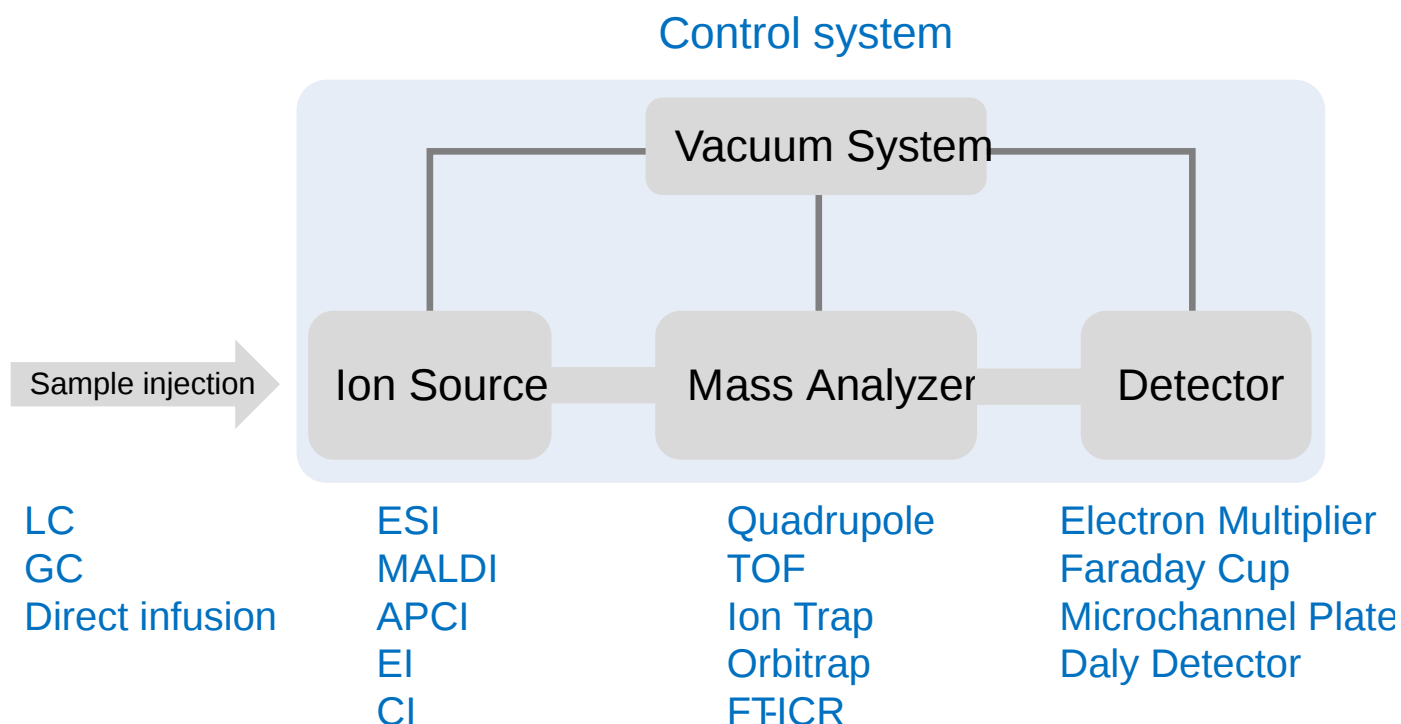 Control system
Vacuum System
Sample injection
Ion Source
Mass Analyzer
Detector
LC
GC
Direct infusion
ESI
MALDI
APCI
EI
CI
Quadrupole
TOF
Ion Trap
Orbitrap
FT-ICR
Electron Multiplier
Faraday Cup
Microchannel Plate
Daly Detector